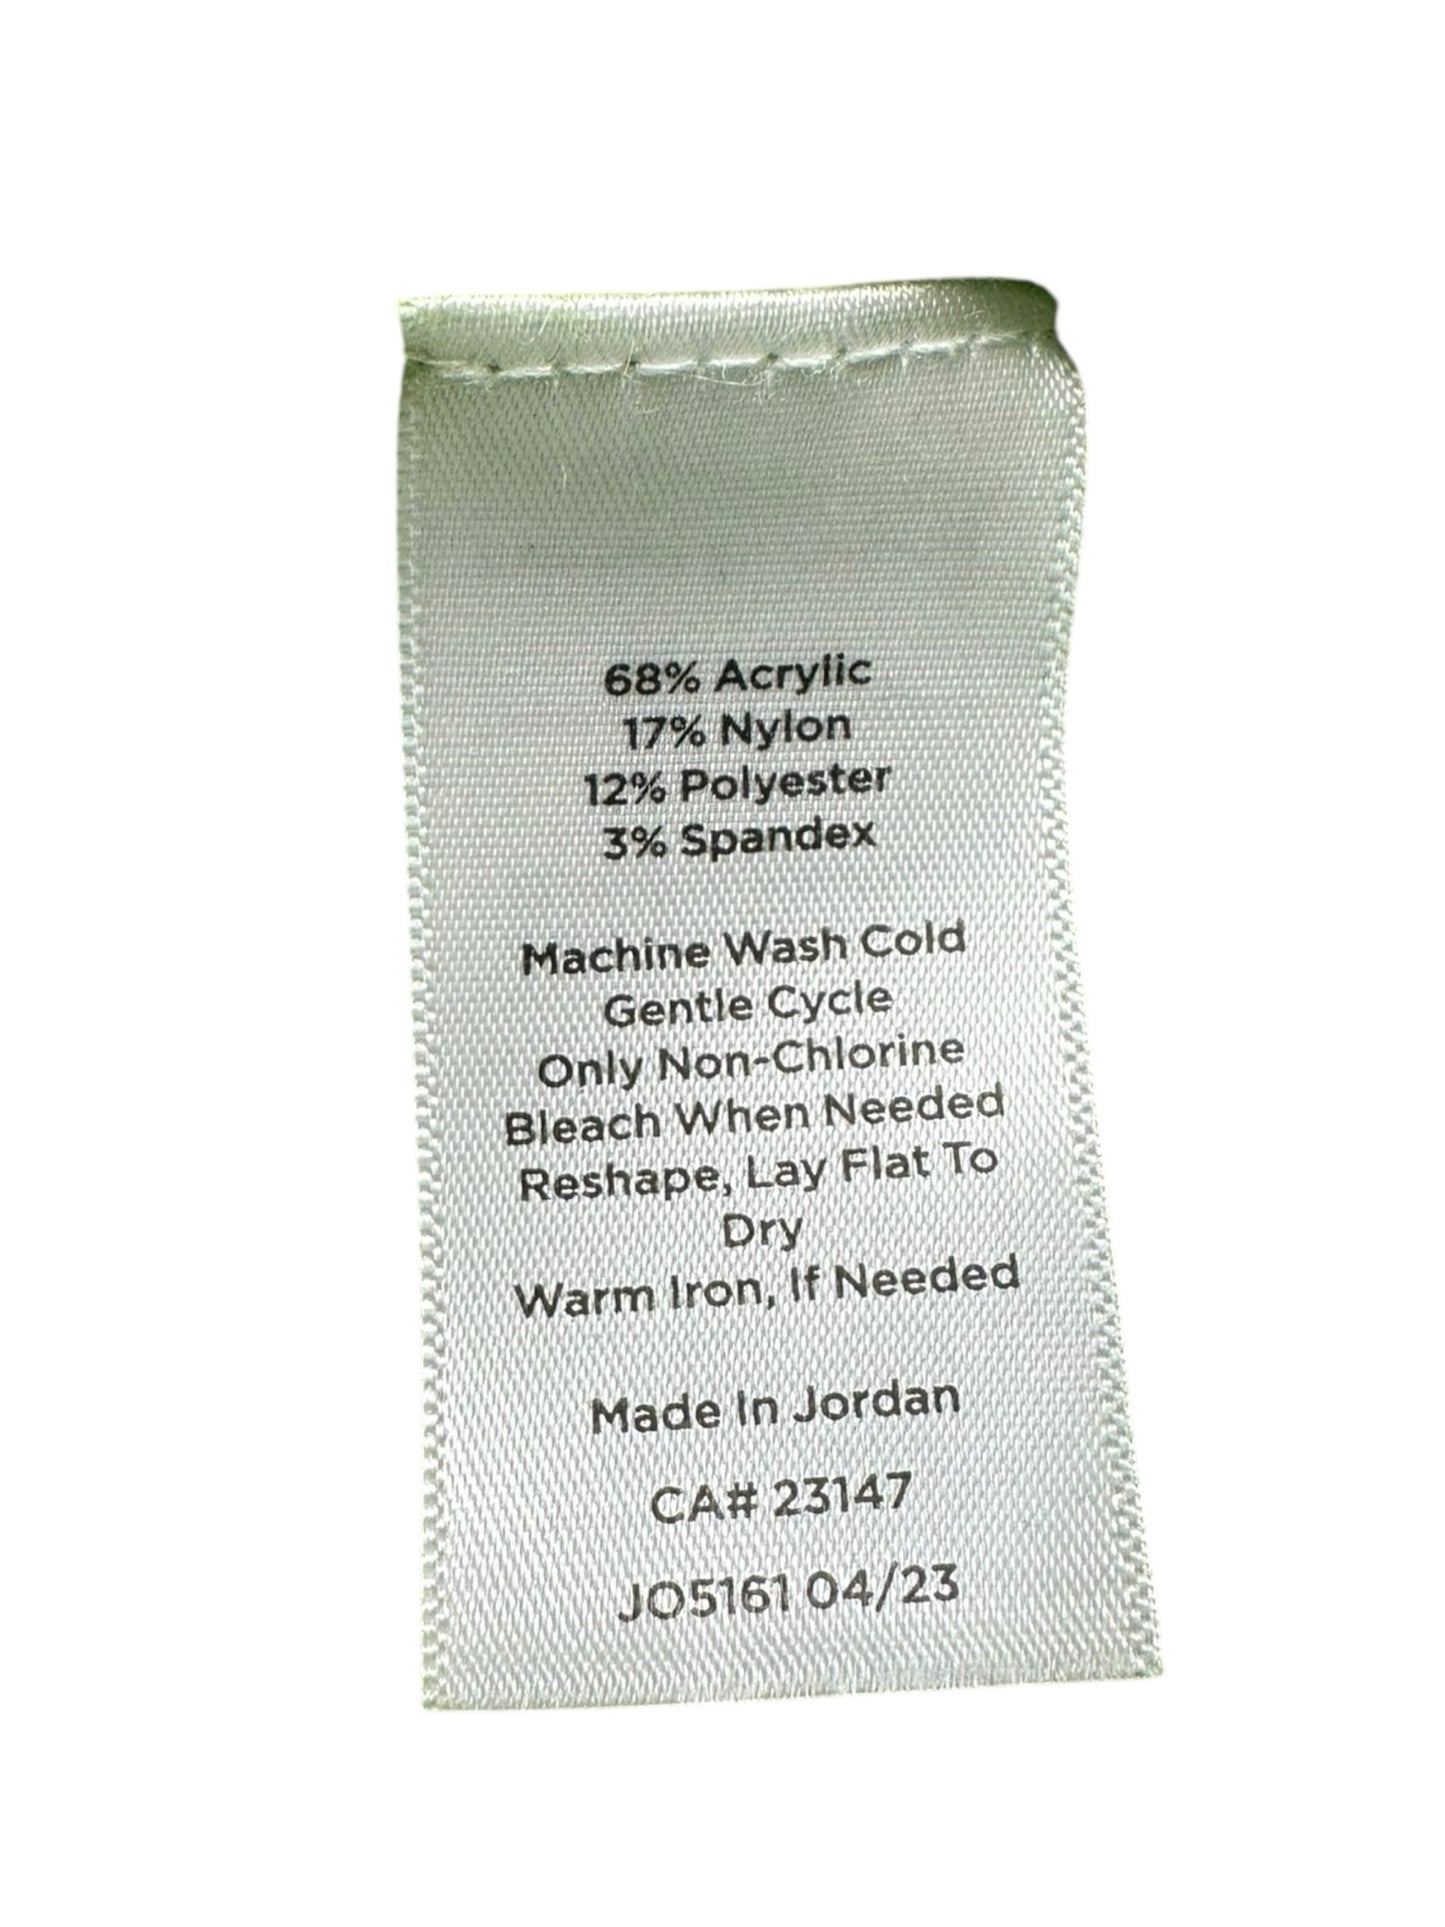 68% Acrylic
17% Nylon
12% Polyester
3% Spandex
Machine Wash Cold
Gentle Cycle
Only Non-Chlorine
Bleach When Needed
Reshape, Lay Flat To
Dry
Warm Iron, If Needed
Made In Jordan
CA# 23147
JO5161 04/23